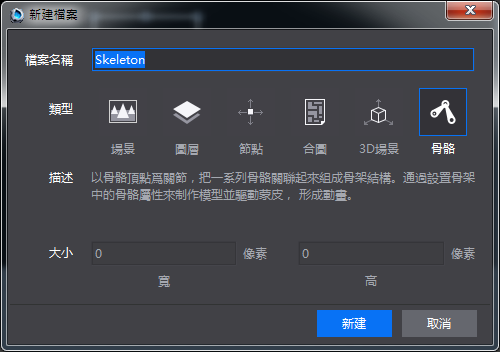 新建檔案
檔案名稱 Skeleton
類型
場景 圖層 節點 合圖 3D場景 骨骼
描述 以骨骼頂點爲關節，把一系列骨骼關聯起來組成骨架結構。通過設置骨架
中的骨骼屬性來制作模型並驅動蒙皮， 形成動畫。
大小 0 像素 0 像素
寬 高
新建 取消